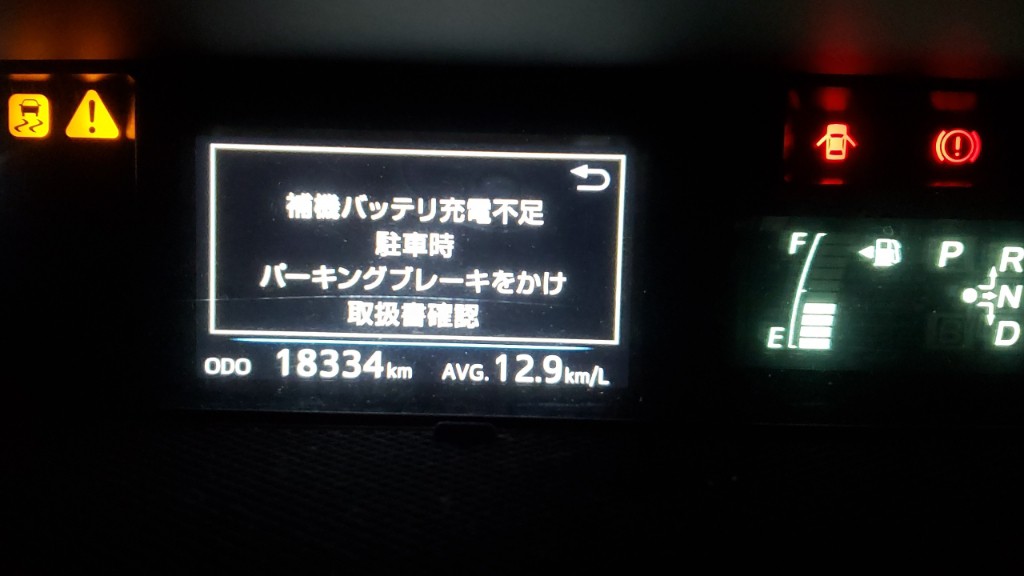 補機バッテリ充電不足
駐車時
パーキングブレーキをかけ
取扱書確認
ODO 18334km AVG. 12.9km/L
F
E
P R
N
B D